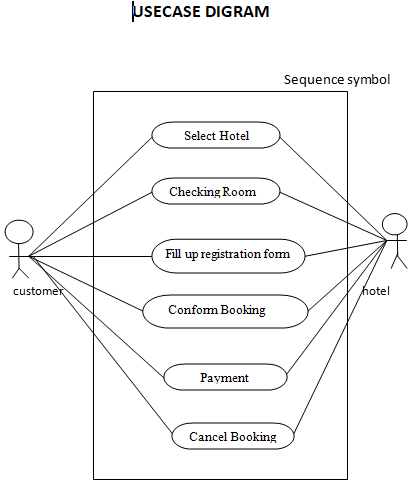 USECASE DIGRAM
Sequence symbol
Select Hotel
Checking Room
Fill up registration form
customer
hotel
Conform Booking
Payment
Cancel Booking